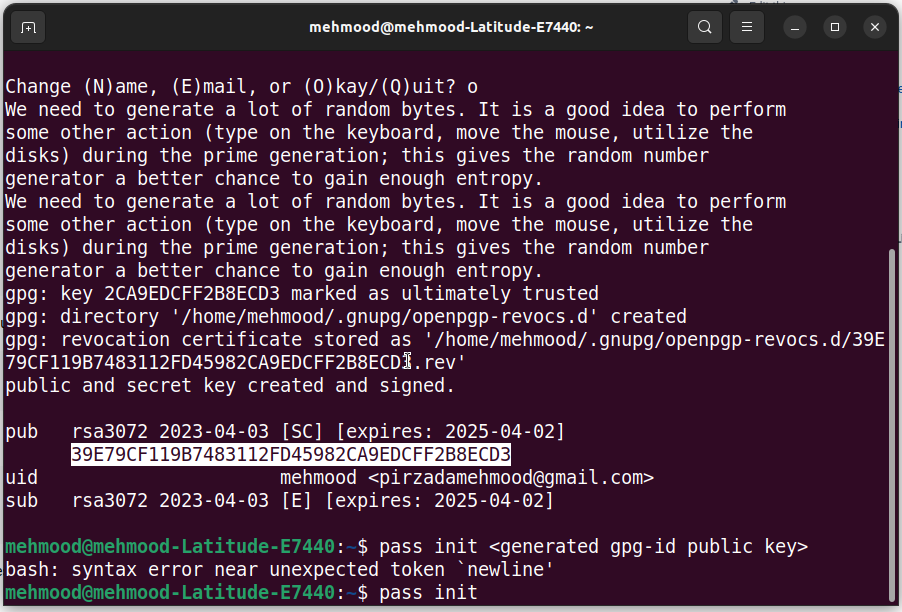 mehmood@mehmood-Latitude-E7440: ~
Change (N)ame, (E)mail, or (O)kay/(Q)uit? o
We need to generate a lot of random bytes. It is a good idea to perform
some other action (type on the keyboard, move the mouse, utilize the
disks) during the prime generation; this gives the random number
generator a better chance to gain enough entropy.
We need to generate a lot of random bytes. It is a good idea to perform
some other action (type on the keyboard, move the mouse, utilize the
disks) during the prime generation; this gives the random number
generator a better chance to gain enough entropy.
gpg: key 2CA9EDCFF2B8ECD3 marked as ultimately trusted
gpg: directory '/home/mehmood/.gnupg/openpgp-revocs.d' created
gpg: revocation certificate stored as '/home/mehmood/.gnupg/openpgp-revocs.d/39E
79CF119B7483112FD45982CA9EDCFF2B8ECD3.rev'
public and secret key created and signed.
pub   rsa3072 2023-04-03 [SC] [expires: 2025-04-02]
39E79CF119B7483112FD45982CA9EDCFF2B8ECD3
uid                      mehmood <pirzadamehmood@gmail.com>
sub   rsa3072 2023-04-03 [E] [expires: 2025-04-02]
mehmood@mehmood-Latitude-E7440:~$ pass init <generated gpg-id public key>
bash: syntax error near unexpected token `newline'
mehmood@mehmood-Latitude-E7440:~$ pass init